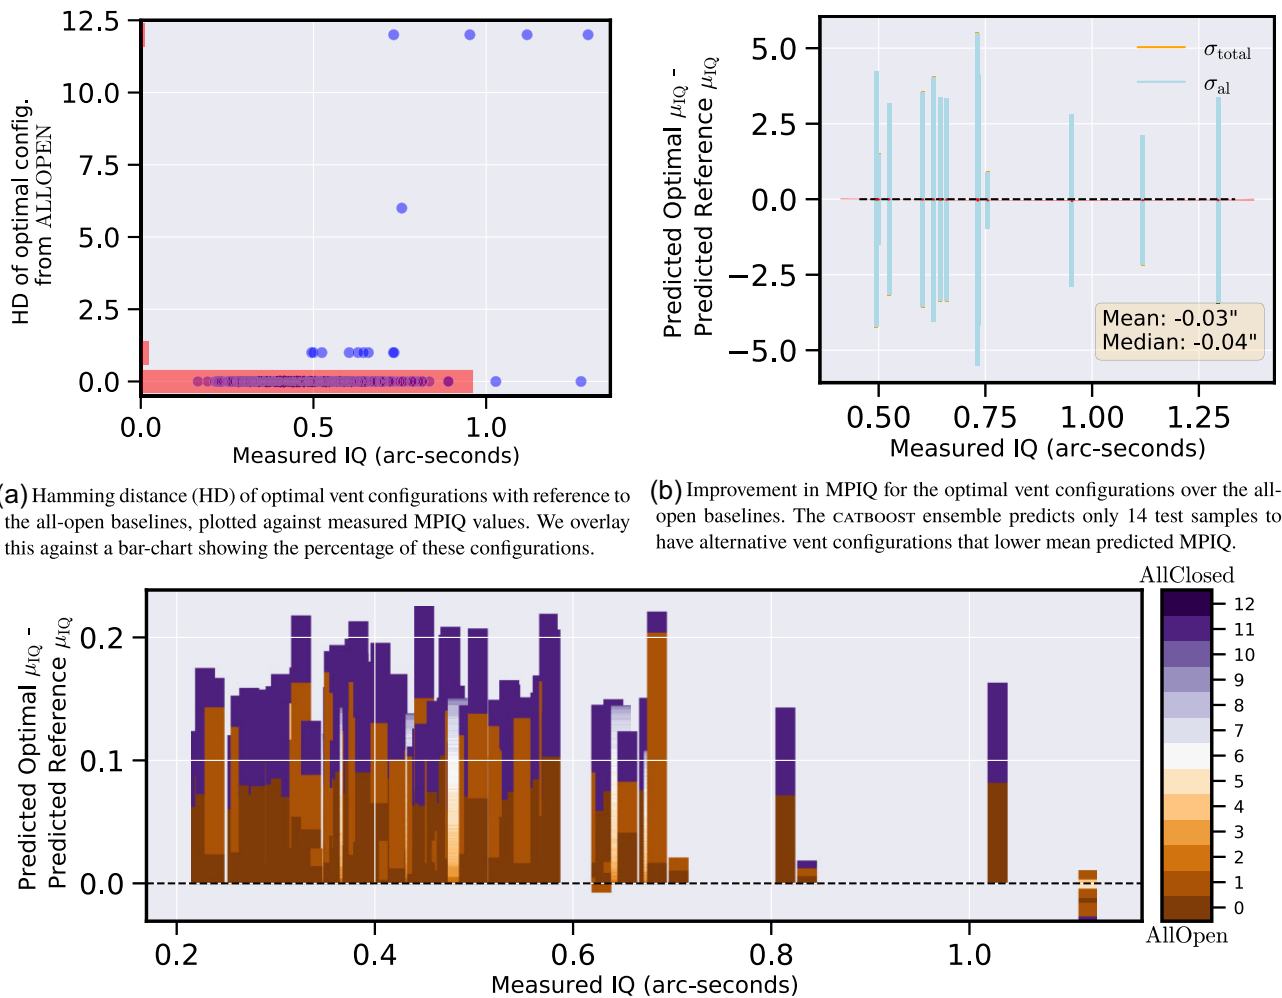 12.5
10.0
7.5
5.0
2.5
0.0
HD of optimal config.
from ALLOPEN
0.0 0.5 1.0
Measured IQ (arc-seconds)
5.0
2.5
0.0
−2.5
−5.0
Predicted Optimal μIQ -
Predicted Reference μIQ
σtotal
σal
Mean: -0.03"
Median: -0.04"
0.50 0.75 1.00 1.25
Measured IQ (arc-seconds)
(a) Hamming distance (HD) of optimal vent configurations with reference to
the all-open baselines, plotted against measured MPIQ values. We overlay
this against a bar-chart showing the percentage of these configurations.
(b) Improvement in MPIQ for the optimal vent configurations over the all-
open baselines. The CATBOOST ensemble predicts only 14 test samples to
have alternative vent configurations that lower mean predicted MPIQ.
0.2
0.1
0.0
Predicted Optimal μIQ -
Predicted Reference μIQ
0.2 0.4 0.6 0.8 1.0
Measured IQ (arc-seconds)
AllClosed
12
11
10
9
8
7
6
5
4
3
2
1
0
AllOpen